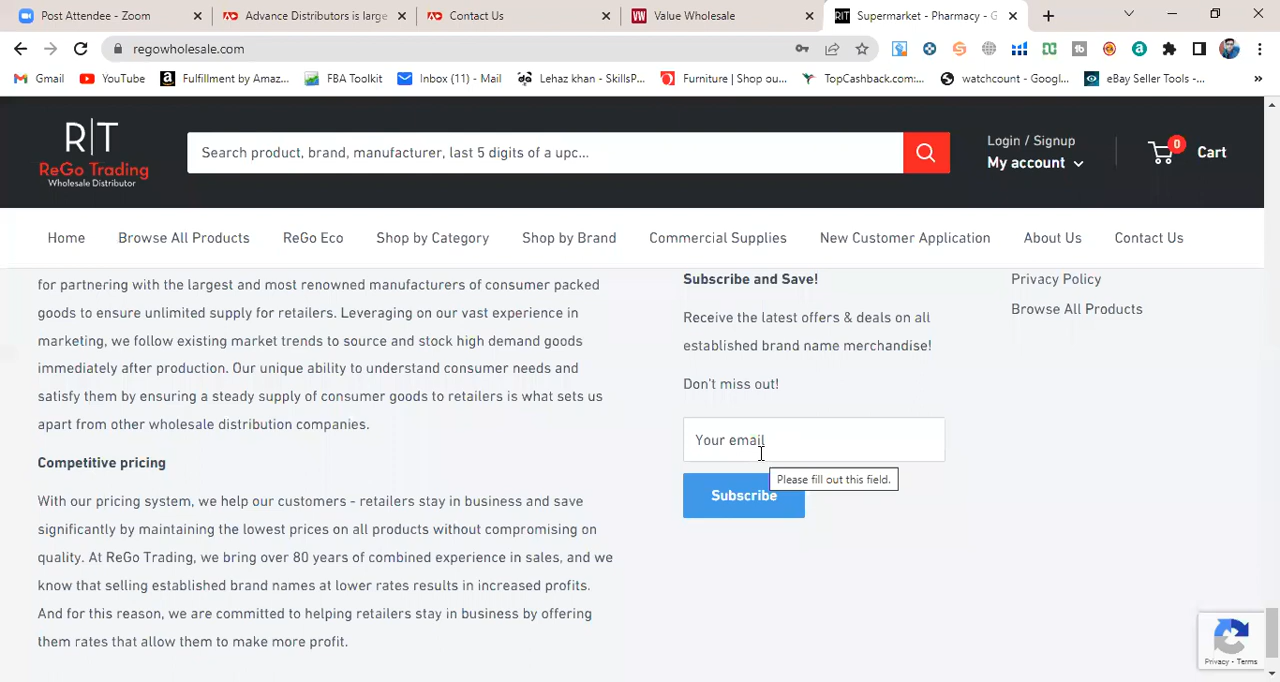 Post Attendee - Zoom
Advance Distributors is large
Contact Us
Value Wholesale
Supermarket - Pharmacy - G
regowholesale.com
Gmail
YouTube
Fulfillment by Amaz...
FBA Toolkit
Inbox (11) - Mail
Lehaz khan - SkillsP...
Furniture | Shop ou...
TopCashback.com:...
watchcount - Googl...
eBay Seller Tools -...
»
R|T
ReGo Trading
Wholesale Distributor
Search product, brand, manufacturer, last 5 digits of a upc...
Login / Signup
My account
0
Cart
Home
Browse All Products
ReGo Eco
Shop by Category
Shop by Brand
Commercial Supplies
New Customer Application
About Us
Contact Us
for partnering with the largest and most renowned manufacturers of consumer packed
goods to ensure unlimited supply for retailers. Leveraging on our vast experience in
marketing, we follow existing market trends to source and stock high demand goods
immediately after production. Our unique ability to understand consumer needs and
satisfy them by ensuring a steady supply of consumer goods to retailers is what sets us
apart from other wholesale distribution companies.
Competitive pricing
With our pricing system, we help our customers - retailers stay in business and save
significantly by maintaining the lowest prices on all products without compromising on
quality. At ReGo Trading, we bring over 80 years of combined experience in sales, and we
know that selling established brand names at lower rates results in increased profits.
And for this reason, we are committed to helping retailers stay in business by offering
them rates that allow them to make more profit.
Subscribe and Save!
Receive the latest offers & deals on all
established brand name merchandise!
Don't miss out!
Your email
Please fill out this field.
Subscribe
Privacy Policy
Browse All Products
Privacy - Terms